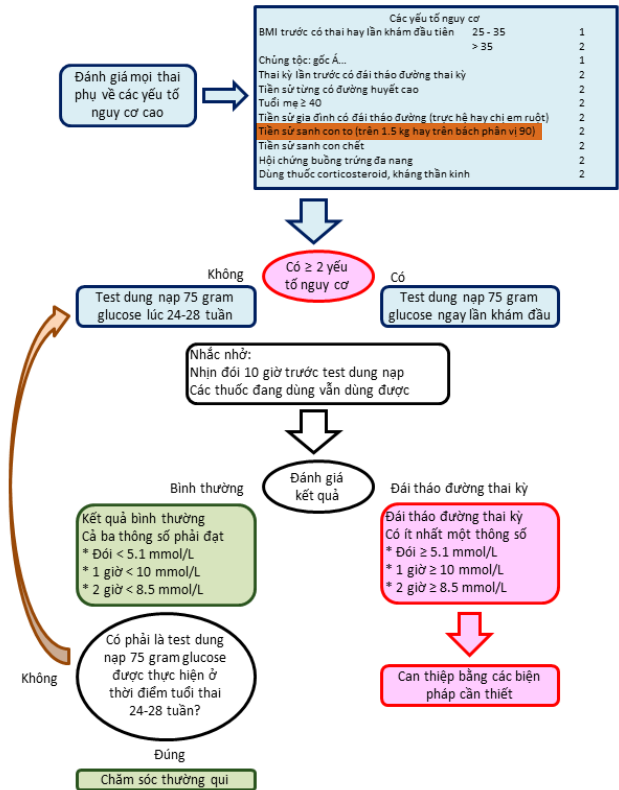 Các yếu tố nguy cơ
BMI trước có thai hay lần khám đầu tiên 25 - 35 1
> 35 2
Chủng tộc: gốc Á... 1
Thai kỳ lần trước có đái tháo đường thai kỳ 2
Tiền sử từng có đường huyết cao 2
Tuổi mẹ ≥ 40 2
Tiền sử gia đình có đái tháo đường (trực hệ hay chị em ruột) 2
Tiền sử sanh con to (trên 1.5 kg hay trên bách phân vị 90) 2
Tiền sử sanh con chết 2
Hội chứng buồng trứng đa nang 2
Dùng thuốc corticosteroid, kháng thần kinh 2
Đánh giá mọi thai
phụ về các yếu tố
nguy cơ cao
Có ≥ 2 yếu
tố nguy cơ
Không
Có
Test dung nạp 75 gram
glucose lúc 24-28 tuần
Test dung nạp 75 gram
glucose ngay lần khám đầu
Nhắc nhở:
Nhịn đói 10 giờ trước test dung nạp
Các thuốc đang dùng vẫn dùng được
Đánh giá
kết quả
Bình thường
Đái tháo đường thai kỳ
Kết quả bình thường
Cả ba thông số phải đạt
* Đói < 5.1 mmol/L
* 1 giờ < 10 mmol/L
* 2 giờ < 8.5 mmol/L
Đái tháo đường thai kỳ
Có ít nhất một thông số
* Đói ≥ 5.1 mmol/L
* 1 giờ ≥ 10 mmol/L
* 2 giờ ≥ 8.5 mmol/L
Có phải là test dung
nạp 75 gram glucose
được thực hiện ở
thời điểm tuổi thai
24-28 tuần?
Không
Can thiệp bằng các biện
pháp cần thiết
Đúng
Chăm sóc thường qui